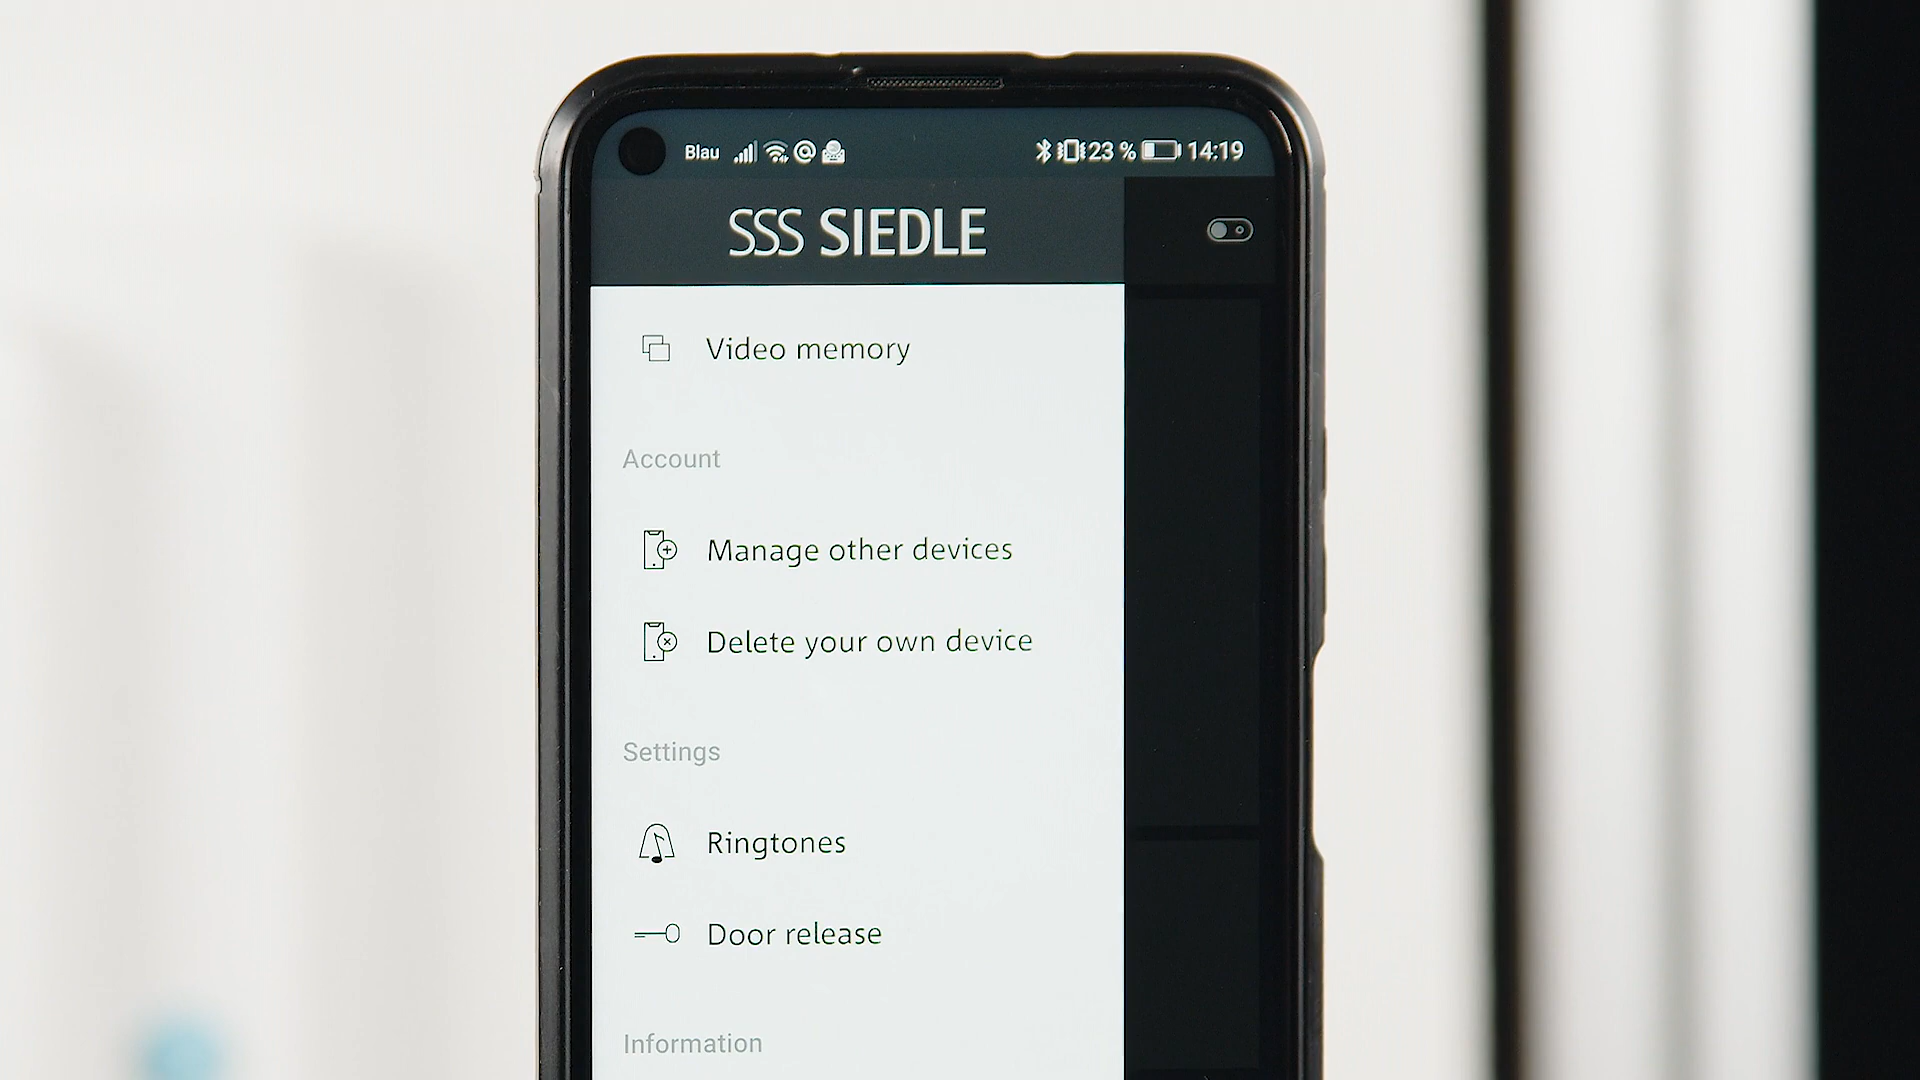 Blau 23 % 14:19
SSS SIEDLE
Video memory
Account
Manage other devices
Delete your own device
Settings
Ringtones
Door release
Information